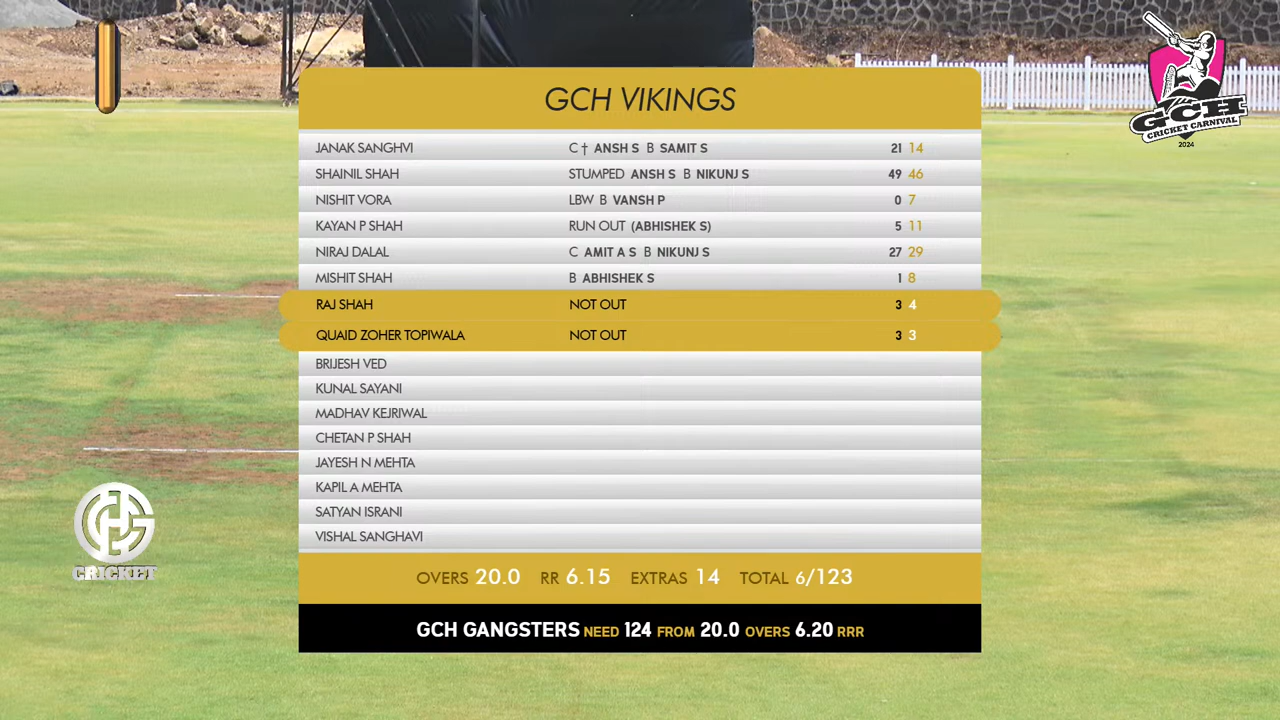 GCH VIKINGS
JANAK SANGHVI C † ANSH S B SAMIT S 21 14
SHAINIL SHAH STUMPED ANSH S B NIKUNJ S 49 46
NISHIT VORA LBW B VANSH P 0 7
KAYAN P SHAH RUN OUT (ABHISHEK S) 5 11
NIRAJ DALAL C AMIT A S B NIKUNJ S 27 29
MISHIT SHAH B ABHISHEK S 1 8
RAJ SHAH NOT OUT 3 4
QUAID ZOHER TOPIWALA NOT OUT 3 3
BRIJESH VED
KUNAL SAYANI
MADHAV KEJRIWAL
CHETAN P SHAH
JAYESH N MEHTA
KAPIL A MEHTA
SATYAN ISRANI
VISHAL SANGHAVI
OVERS 20.0 RR 6.15 EXTRAS 14 TOTAL 6/123
GCH GANGSTERS NEED 124 FROM 20.0 OVERS 6.20 RRR
The
GCH
CRICKET CARNIVAL
2024
GCH
CRICKET